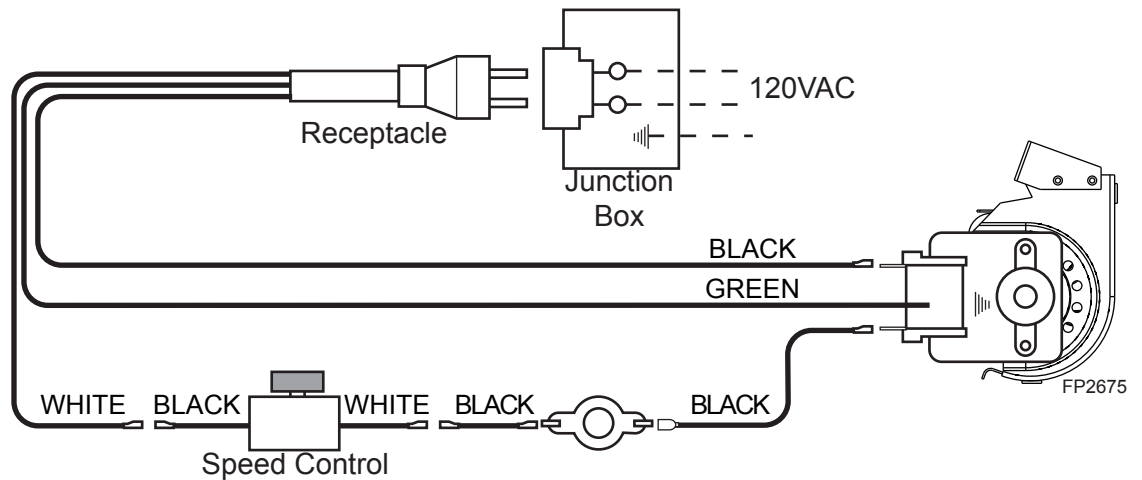 120VAC
Receptacle
Junction
Box
BLACK
GREEN
FP2675
WHITE BLACK WHITE BLACK BLACK
Speed Control